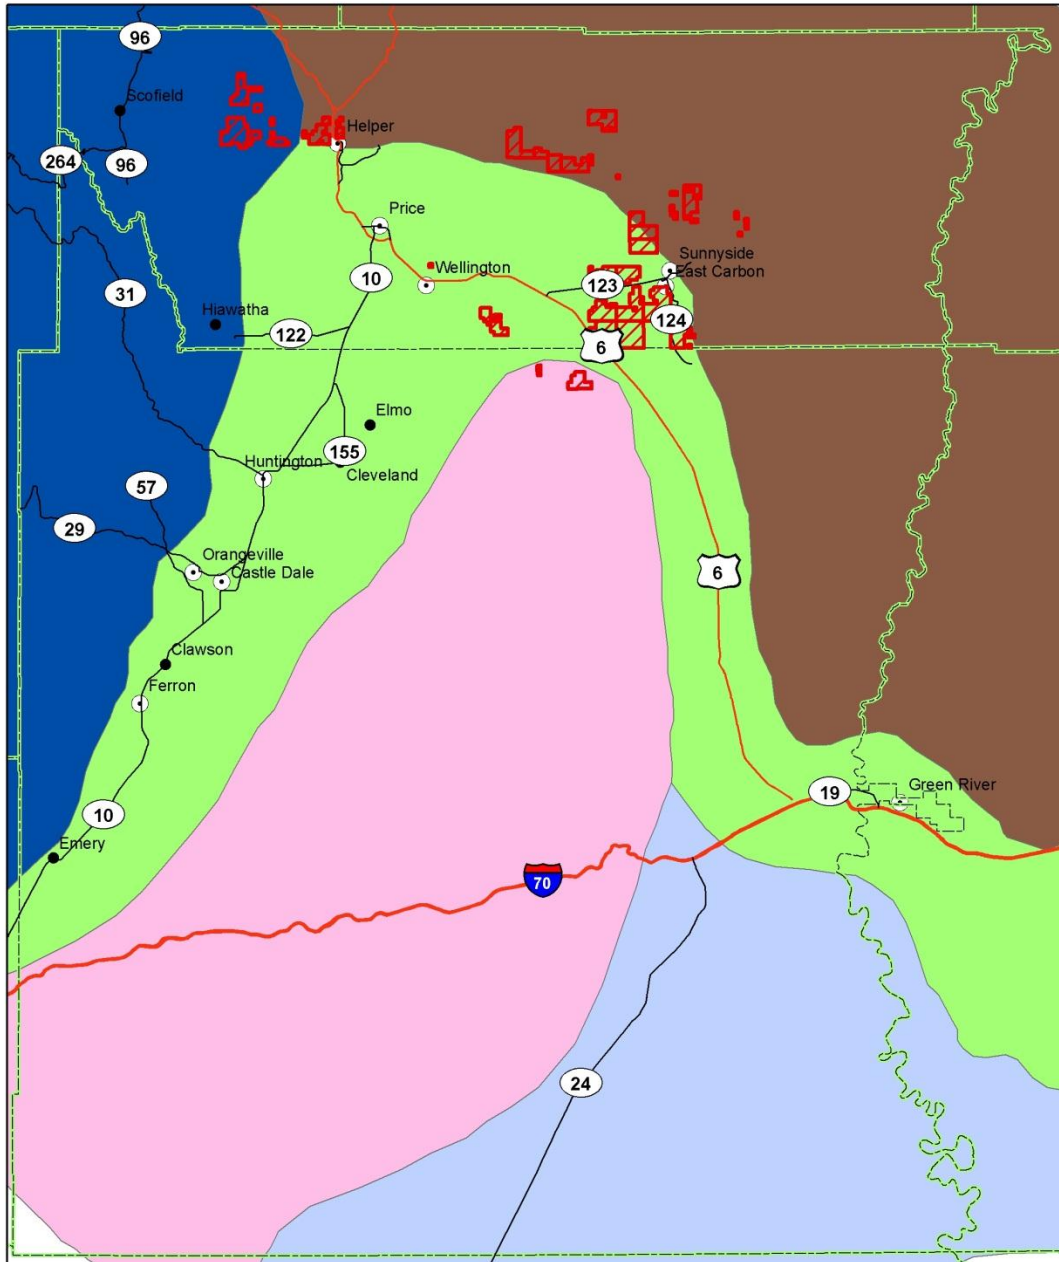 96
Scofield
264
96
Helper
Price
31
10
Wellington
Sunnyside
East Carbon
123
Hiawatha
122
124
6
Elmo
155
Huntington
Cleveland
57
29
Orangeville
Castle Dale
6
Clawson
Ferron
10
19
Green River
Emery
70
24